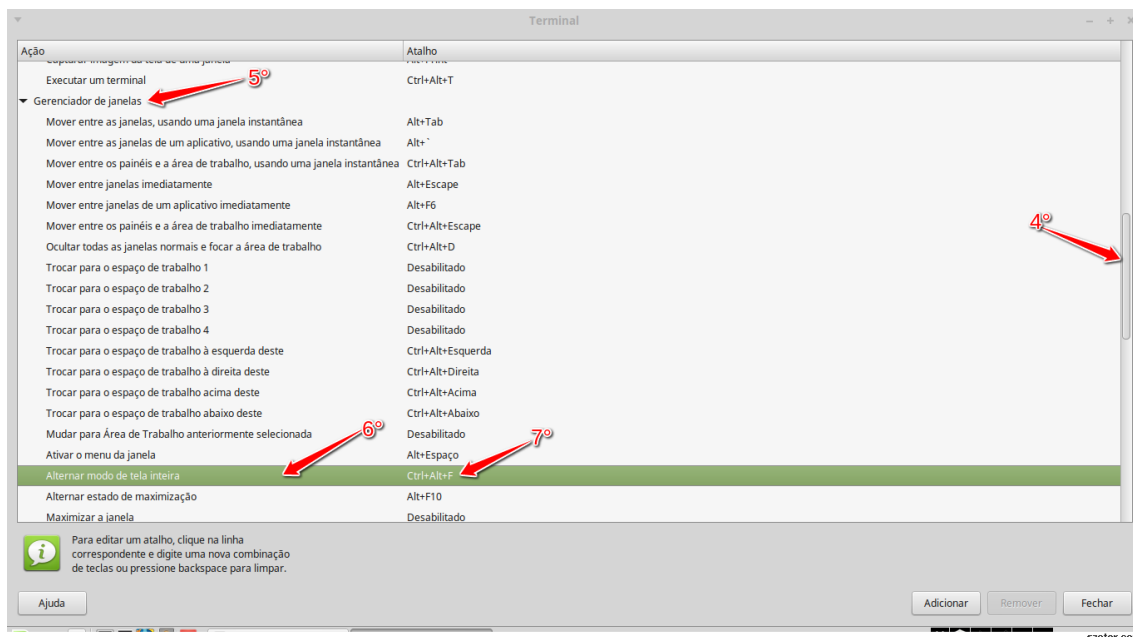 Terminal
Ação Atalho
Capturar imagem da tela de uma janela Alt+Print
Executar um terminal Ctrl+Alt+T
5º
Gerenciador de janelas
Mover entre as janelas, usando uma janela instantânea Alt+Tab
Mover entre as janelas de um aplicativo, usando uma janela instantânea Alt+`
Mover entre os painéis e a área de trabalho, usando uma janela instantânea Ctrl+Alt+Tab
Mover entre janelas imediatamente Alt+Escape
Mover entre janelas de um aplicativo imediatamente Alt+F6
Mover entre os painéis e a área de trabalho imediatamente Ctrl+Alt+Escape
4º
Ocultar todas as janelas normais e focar a área de trabalho Ctrl+Alt+D
Trocar para o espaço de trabalho 1 Desabilitado
Trocar para o espaço de trabalho 2 Desabilitado
Trocar para o espaço de trabalho 3 Desabilitado
Trocar para o espaço de trabalho 4 Desabilitado
Trocar para o espaço de trabalho à esquerda deste Ctrl+Alt+Esquerda
Trocar para o espaço de trabalho à direita deste Ctrl+Alt+Direita
Trocar para o espaço de trabalho acima deste Ctrl+Alt+Acima
Trocar para o espaço de trabalho abaixo deste Ctrl+Alt+Abaixo
6º 7º
Mudar para Área de Trabalho anteriormente selecionada Desabilitado
Ativar o menu da janela Alt+Espaço
Alternar modo de tela inteira Ctrl+Alt+F
Alternar estado de maximização Alt+F10
Maximizar a janela Desabilitado
Para editar um atalho, clique na linha
correspondente e digite uma nova combinação
de teclas ou pressione backspace para limpar.
Ajuda Adicionar Remover Fechar